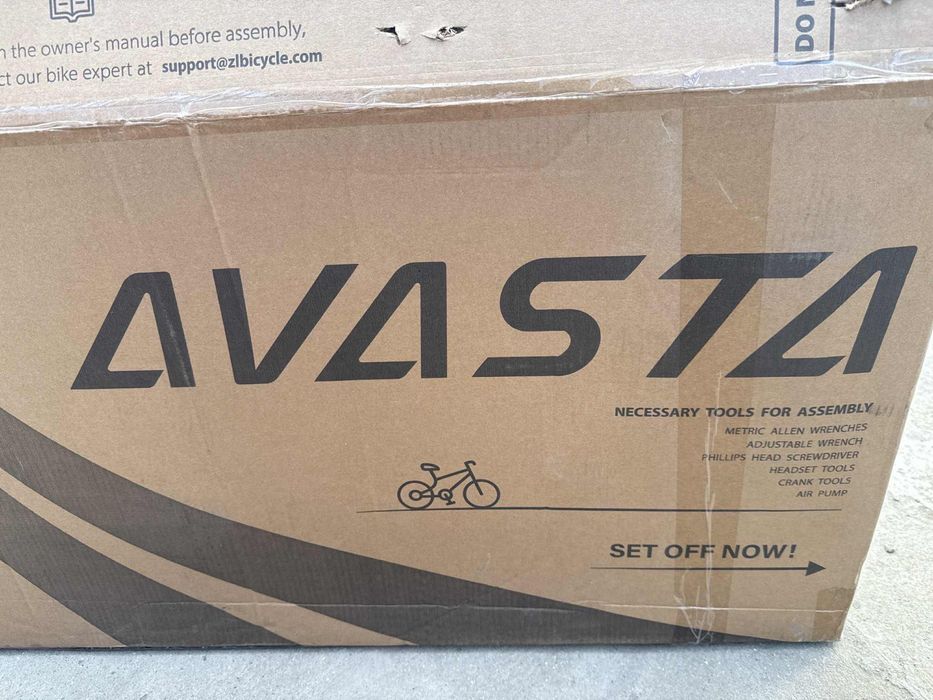 n the owner's manual before assembly,
ct our bike expert at support@zlbicycle.com
DO
AVASTA
NECESSARY TOOLS FOR ASSEMBLY
METRIC ALLEN WRENCHES
ADJUSTABLE WRENCH
PHILLIPS HEAD SCREWDRIVER
HEADSET TOOLS
CRANK TOOLS
AIR PUMP
SET OFF NOW!